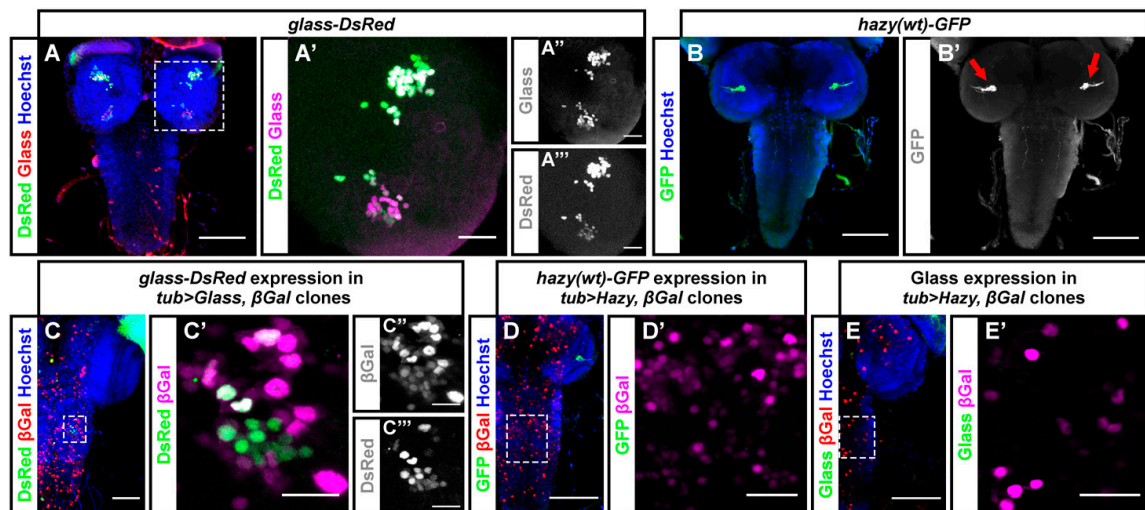 glass-DsRed
hazy(wt)-GFP
DsRed Glass Hoechst
A
DsRed Glass
A’
Glass
A’’
DsRed
A’’’
GFP Hoechst
B
GFP
B’
glass-DsRed expression in
tub>Glass, βGal clones
hazy(wt)-GFP expression in
tub>Hazy, βGal clones
Glass expression in
tub>Hazy, βGal clones
DsRed βGal Hoechst
C
DsRed βGal
C’
βGal
C’’
DsRed
C’’’
GFP βGal Hoechst
D
GFP βGal
D’
Glass βGal Hoechst
E
Glass βGal
E’